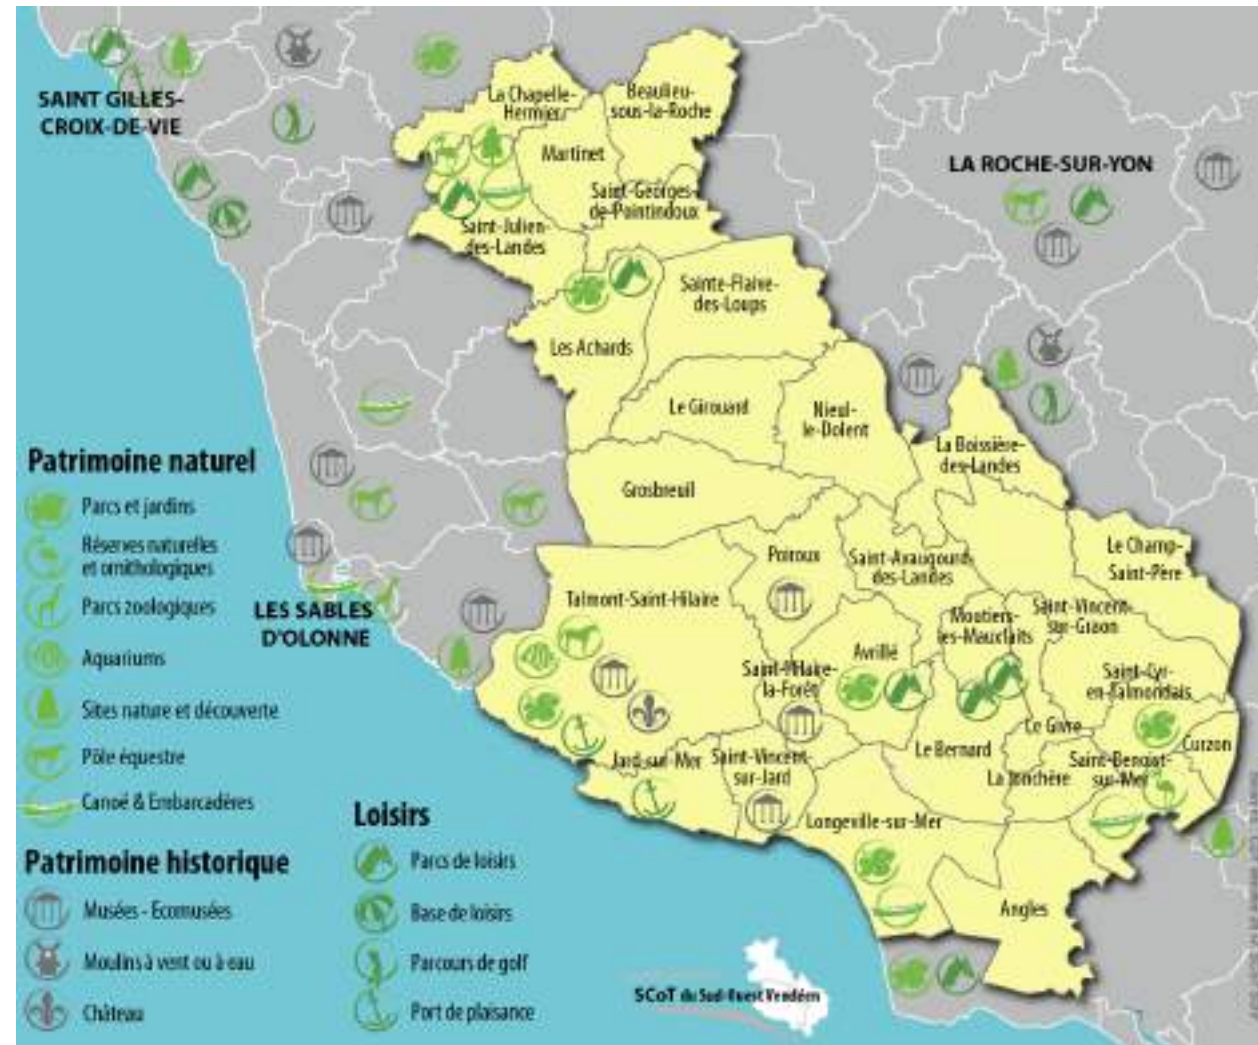 SAINT GILLES-
CROIX-DE-VIE
La Chapelle-
Hermier
Beaulieu-
sous-la-Roche
Martinet
LA ROCHE-SUR-YON
Saint-Georges-
de-Pointindoux
Saint-Julien-
des-Landes
Sainte-Flaive-
des-Loups
Les Achards
Le Girouard
Nieul-
le-Dolent
La Boissière-
des-Landes
Grosbreuil
Poiroux
Saint-Avaugourd-
des-Landes
Le Champ-
Saint-Père
Talmont-Saint-Hilaire
Moutiers-
les-Mauxfaits
Saint-Vincent-
sur-Graon
LES SABLES
D'OLONNE
Avrillé
Saint-Hilaire-
la-Forêt
Saint-Cyr-
en-Talmondais
Le Givre
Curzon
Le Bernard
Jard-sur-Mer
Saint-Vincent-
sur-Jard
La Jonchère
Saint-Benoist-
sur-Mer
Longeville-sur-Mer
Angles
Patrimoine naturel
Parcs et jardins
Réserves naturelles
et ornithologiques
Parcs zoologiques
Aquariums
Sites nature et découverte
Pôle équestre
Canoé & Embarcadères
Patrimoine historique
Musées - Ecomusées
Moulins à vent ou à eau
Château
Loisirs
Parcs de loisirs
Base de loisirs
Parcours de golf
Port de plaisance
SCoT du Sud-Ouest Vendéen